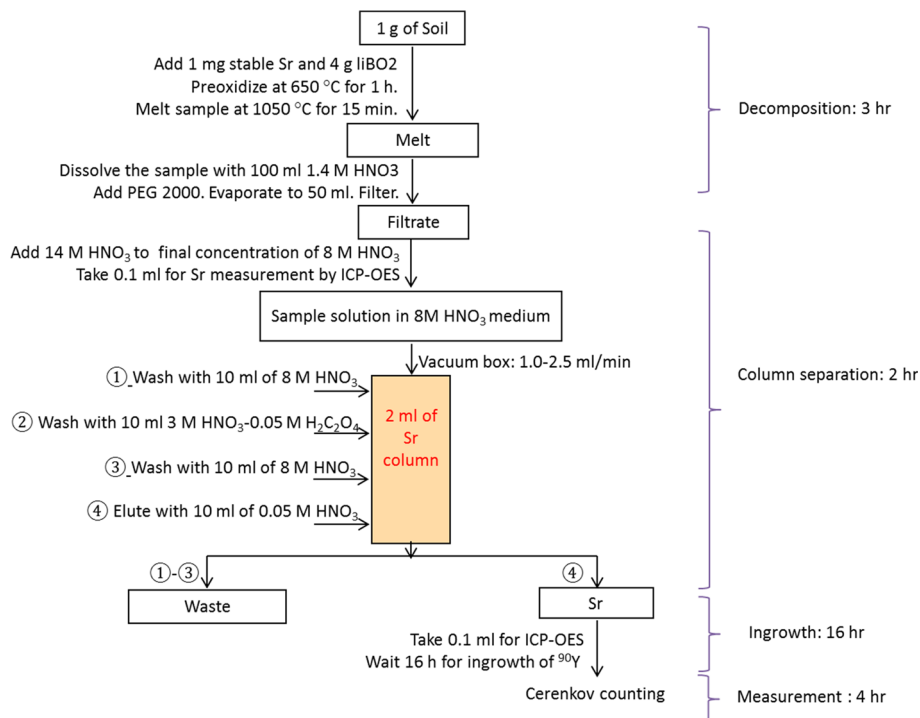 1 g of Soil
Add 1 mg stable Sr and 4 g liBO2
Preoxidize at 650 °C for 1 h.
Melt sample at 1050 °C for 15 min.
Decomposition: 3 hr
Melt
Dissolve the sample with 100 ml 1.4 M HNO3
Add PEG 2000. Evaporate to 50 ml. Filter.
Filtrate
Add 14 M HNO₃ to final concentration of 8 M HNO₃
Take 0.1 ml for Sr measurement by ICP-OES
Sample solution in 8M HNO₃ medium
Vacuum box: 1.0-2.5 ml/min
Column separation: 2 hr
① Wash with 10 ml of 8 M HNO₃
② Wash with 10 ml 3 M HNO₃-0.05 M H₂C₂O₄
③ Wash with 10 ml of 8 M HNO₃
④ Elute with 10 ml of 0.05 M HNO₃
2 ml of
Sr
column
①-③
④
Waste
Sr
Take 0.1 ml for ICP-OES
Wait 16 h for ingrowth of ⁹⁰Y
Ingrowth: 16 hr
Cerenkov counting
Measurement : 4 hr